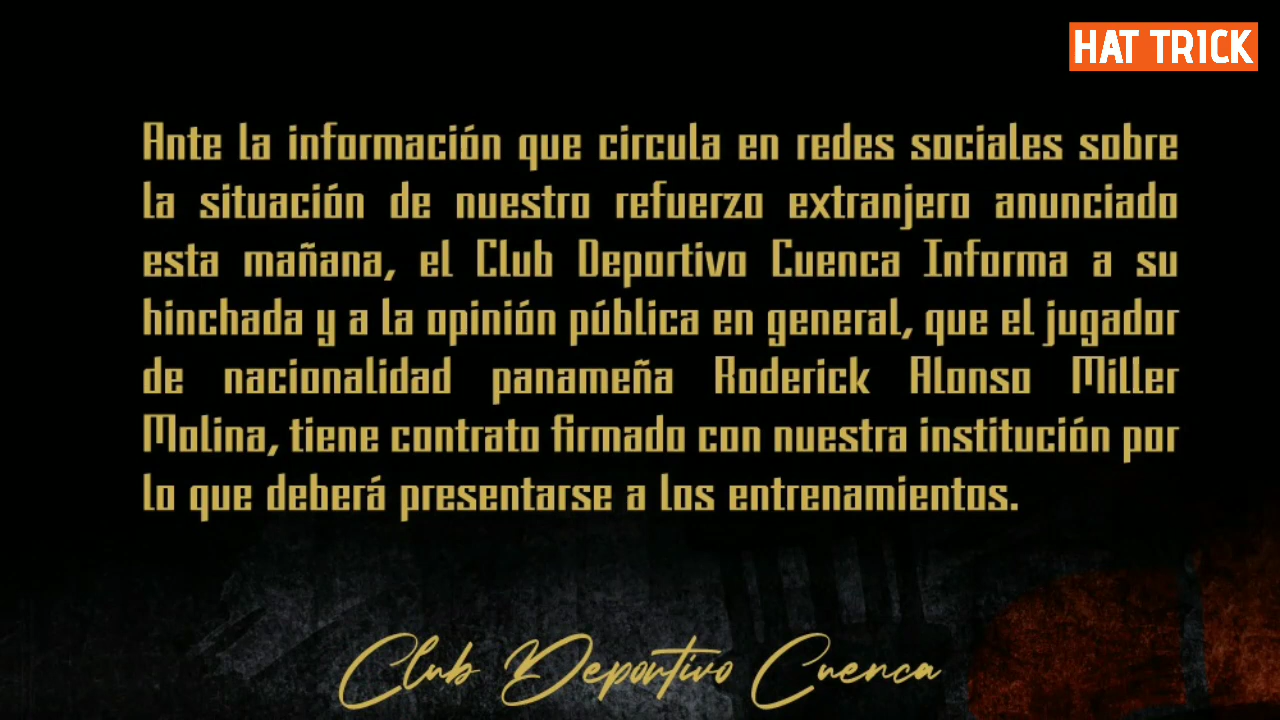 HAT TRICK
Ante la información que circula en redes sociales sobre
la situación de nuestro refuerzo extranjero anunciado
esta mañana, el Club Deportivo Cuenca Informa a su
hinchada y a la opinión pública en general, que el jugador
de nacionalidad panameña Roderick Alonso Miller
Molina, tiene contrato firmado con nuestra institución por
lo que deberá presentarse a los entrenamientos.
Club Deportivo Cuenca